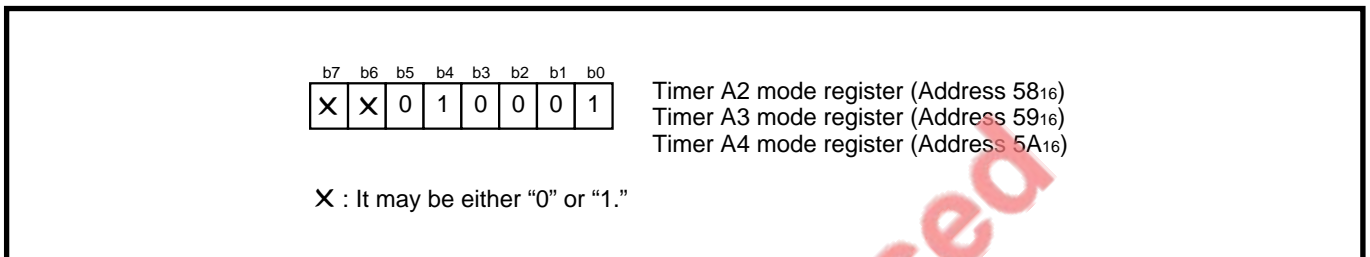 b7 b6 b5 b4 b3 b2 b1 b0
X X 0 1 0 0 0 1
Timer A2 mode register (Address 5816)
Timer A3 mode register (Address 5916)
Timer A4 mode register (Address 5A16)
X : It may be either “0” or “1.”